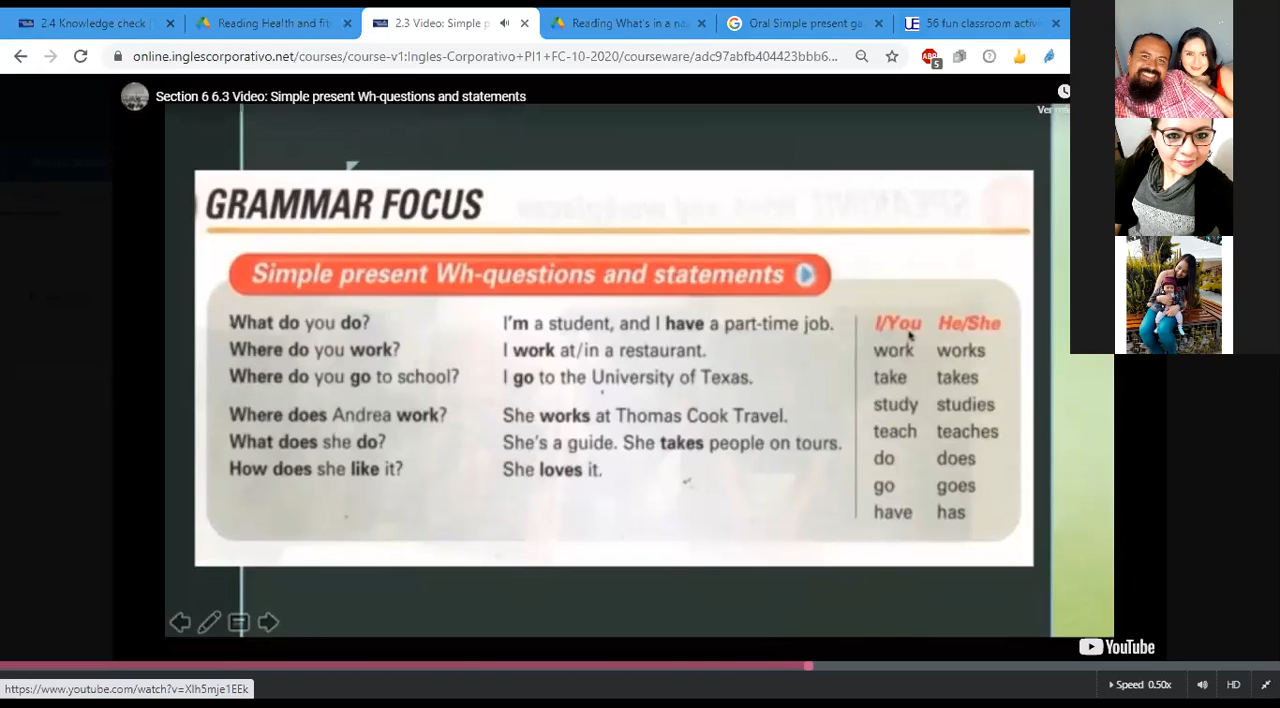 2.4 Knowledge check
Reading Health and fit
2.3 Video: Simple p
Reading What's in a na
Oral Simple present ga
56 fun classroom activi
online.inglescorporativo.net/courses/course-v1:Ingles_Corporativo+PI1+FC-10-2020/courseware/adc97abfb404423bbb6...
ABP
5
Section 6 6.3 Video: Simple present Wh-questions and statements
GRAMMAR FOCUS
Simple present Wh-questions and statements
What do you do? I'm a student, and I have a part-time job. I/You He/She
Where do you work? I work at/in a restaurant. work works
Where do you go to school? I go to the University of Texas. take takes
study studies
Where does Andrea work? She works at Thomas Cook Travel. teach teaches
What does she do? She's a guide. She takes people on tours. do does
How does she like it? She loves it. go goes
have has
YouTube
https://www.youtube.com/watch?v=XIh5mje1EEk
Speed 0.50x
HD